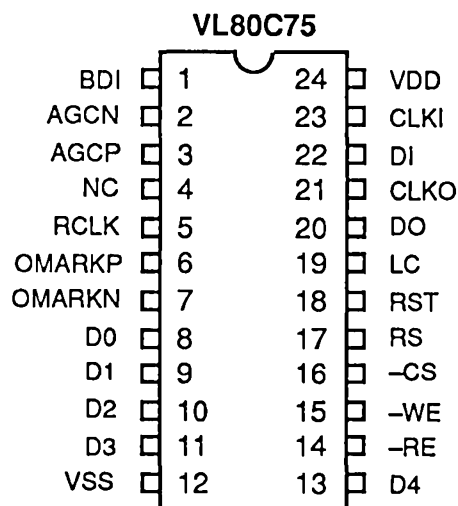 VL80C75
BDI 1 24 VDD
AGCN 2 23 CLKI
AGCP 3 22 DI
NC 4 21 CLKO
RCLK 5 20 DO
OMARKP 6 19 LC
OMARKN 7 18 RST
D0 8 17 RS
D1 9 16 –CS
D2 10 15 –WE
D3 11 14 –RE
VSS 12 13 D4